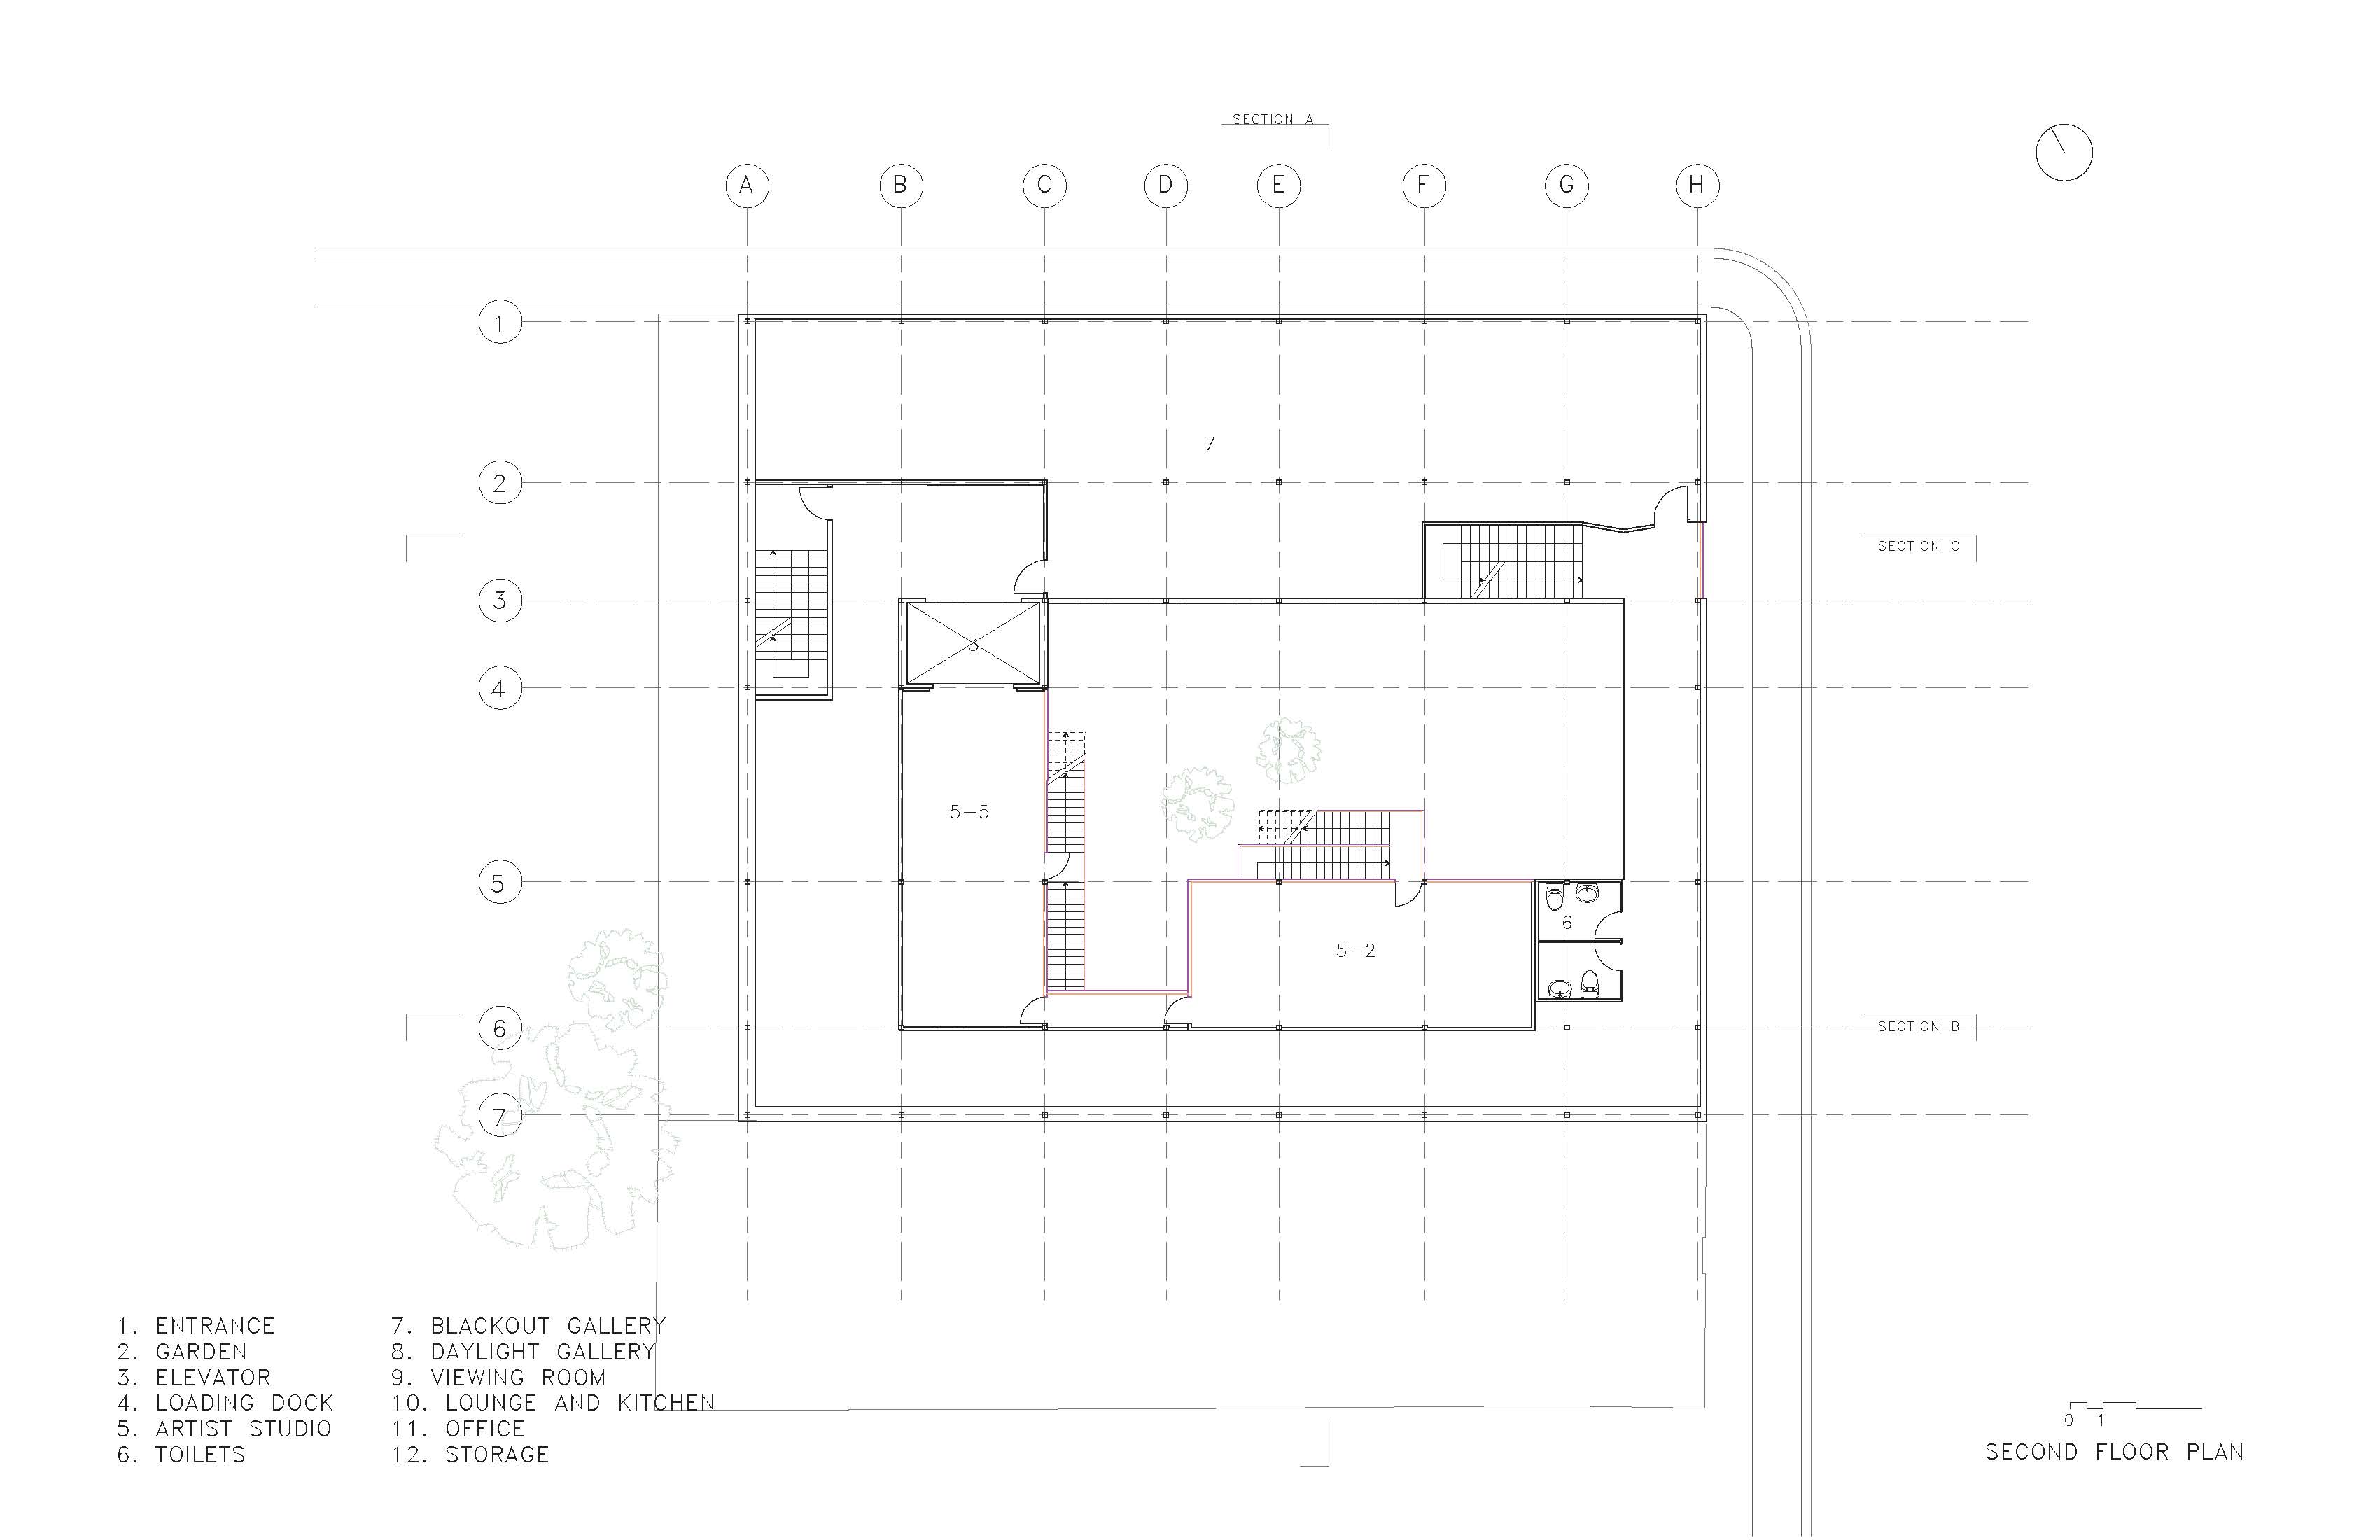 SECTION A
A B C D E F G H
1
7
2
SECTION C
3
3
4
5-5
5
6
5-2
6
SECTION B
7
1. ENTRANCE
2. GARDEN
3. ELEVATOR
4. LOADING DOCK
5. ARTIST STUDIO
6. TOILETS
7. BLACKOUT GALLERY
8. DAYLIGHT GALLERY
9. VIEWING ROOM
10. LOUNGE AND KITCHEN
11. OFFICE
12. STORAGE
0 1
SECOND FLOOR PLAN